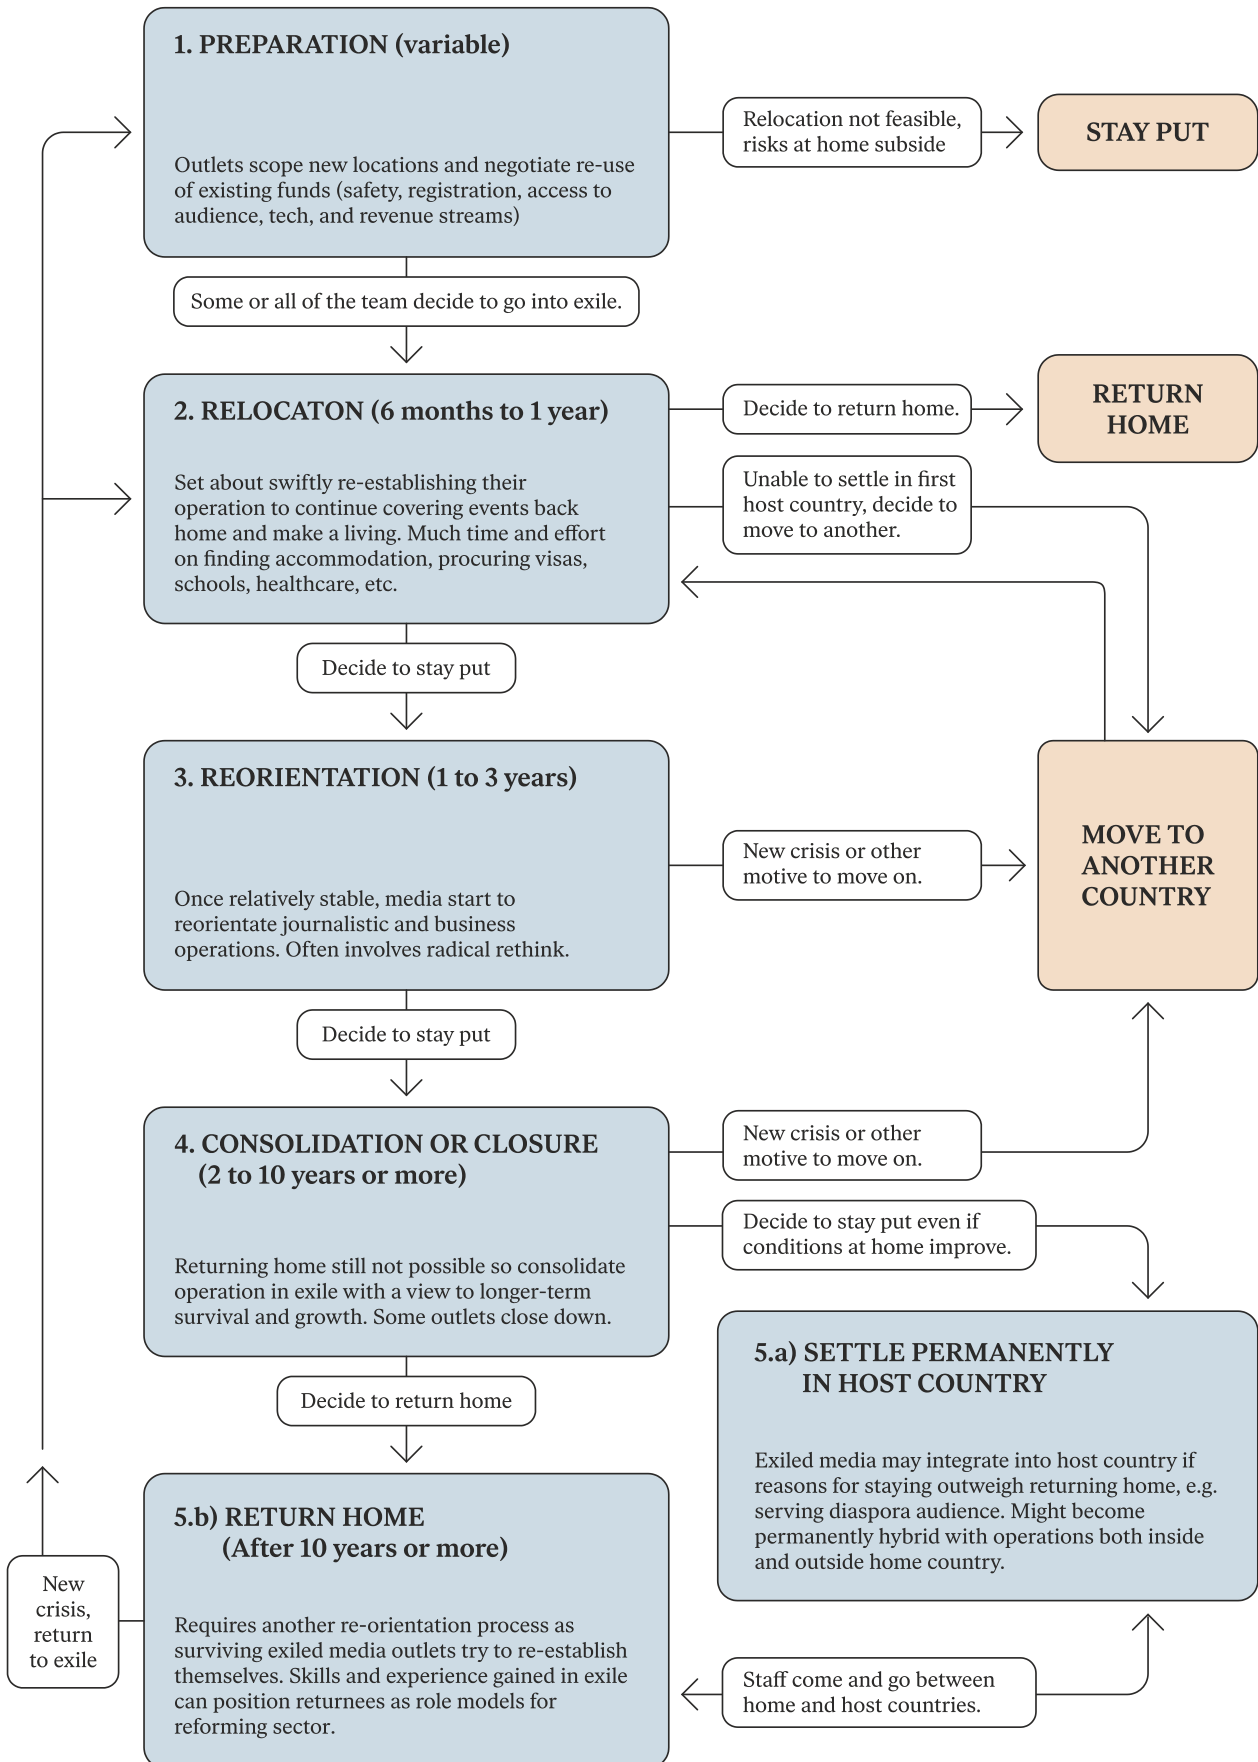 1. PREPARATION (variable)
Outlets scope new locations and negotiate re-use
of existing funds (safety, registration, access to
audience, tech, and revenue streams)
Relocation not feasible,
risks at home subside
STAY PUT
Some or all of the team decide to go into exile.
2. RELOCATON (6 months to 1 year)
Set about swiftly re-establishing their
operation to continue covering events back
home and make a living. Much time and effort
on finding accommodation, procuring visas,
schools, healthcare, etc.
Decide to return home.
RETURN
HOME
Unable to settle in first
host country, decide to
move to another.
Decide to stay put
3. REORIENTATION (1 to 3 years)
Once relatively stable, media start to
reorientate journalistic and business
operations. Often involves radical rethink.
New crisis or other
motive to move on.
MOVE TO
ANOTHER
COUNTRY
Decide to stay put
4. CONSOLIDATION OR CLOSURE
(2 to 10 years or more)
Returning home still not possible so consolidate
operation in exile with a view to longer-term
survival and growth. Some outlets close down.
New crisis or other
motive to move on.
Decide to stay put even if
conditions at home improve.
5.a) SETTLE PERMANENTLY
IN HOST COUNTRY
Exiled media may integrate into host country if
reasons for staying outweigh returning home, e.g.
serving diaspora audience. Might become
permanently hybrid with operations both inside
and outside home country.
Decide to return home
5.b) RETURN HOME
(After 10 years or more)
Requires another re-orientation process as
surviving exiled media outlets try to re-establish
themselves. Skills and experience gained in exile
can position returnees as role models for
reforming sector.
New
crisis,
return
to exile
Staff come and go between
home and host countries.